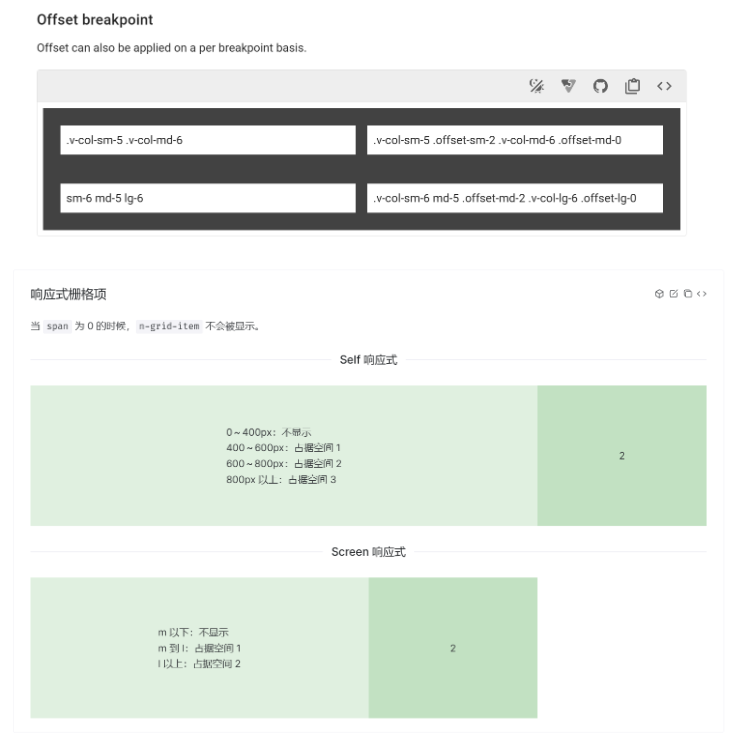 Offset breakpoint
Offset can also be applied on a per breakpoint basis.
.v-col-sm-5 .v-col-md-6
.v-col-sm-5 .offset-sm-2 .v-col-md-6 .offset-md-0
sm-6 md-5 lg-6
.v-col-sm-6 md-5 .offset-md-2 .v-col-lg-6 .offset-lg-0
响应式栅格项
当 span 为 0 的时候，n-grid-item 不会被显示。
Self 响应式
0～400px：不显示
400～600px：占据空间 1
600～800px：占据空间 2
800px 以上：占据空间 3
2
Screen 响应式
m 以下：不显示
m 到 l：占据空间 1
l 以上：占据空间 2
2